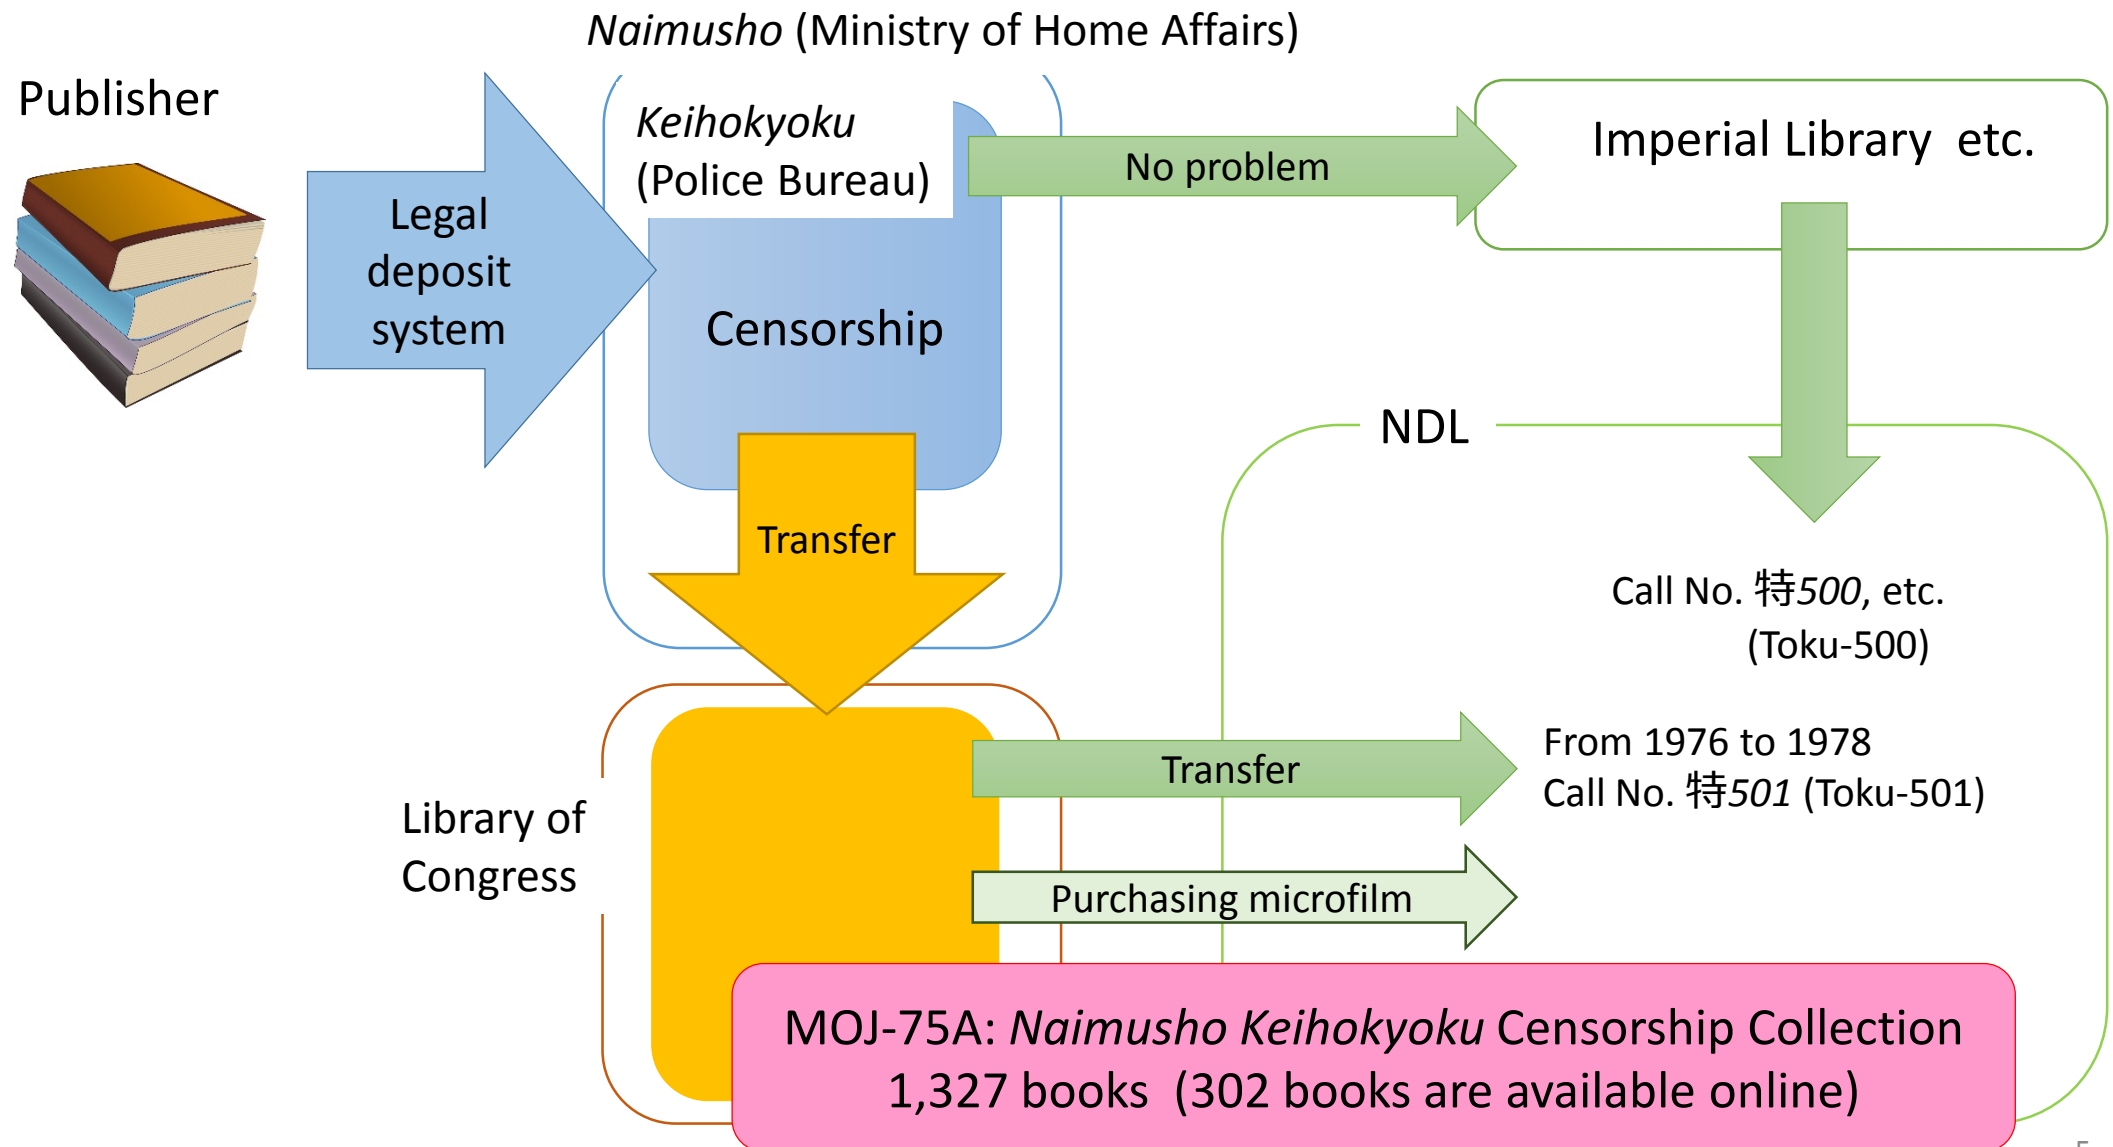 Naimusho (Ministry of Home Affairs)
Publisher
Keihokyoku
(Police Bureau)
Legal
deposit
system
Censorship
No problem
Imperial Library etc.
NDL
Transfer
Call No. 特500, etc.
(Toku-500)
Library of
Congress
Transfer
From 1976 to 1978
Call No. 特501 (Toku-501)
Purchasing microfilm
MOJ-75A: Naimusho Keihokyoku Censorship Collection
1,327 books (302 books are available online)